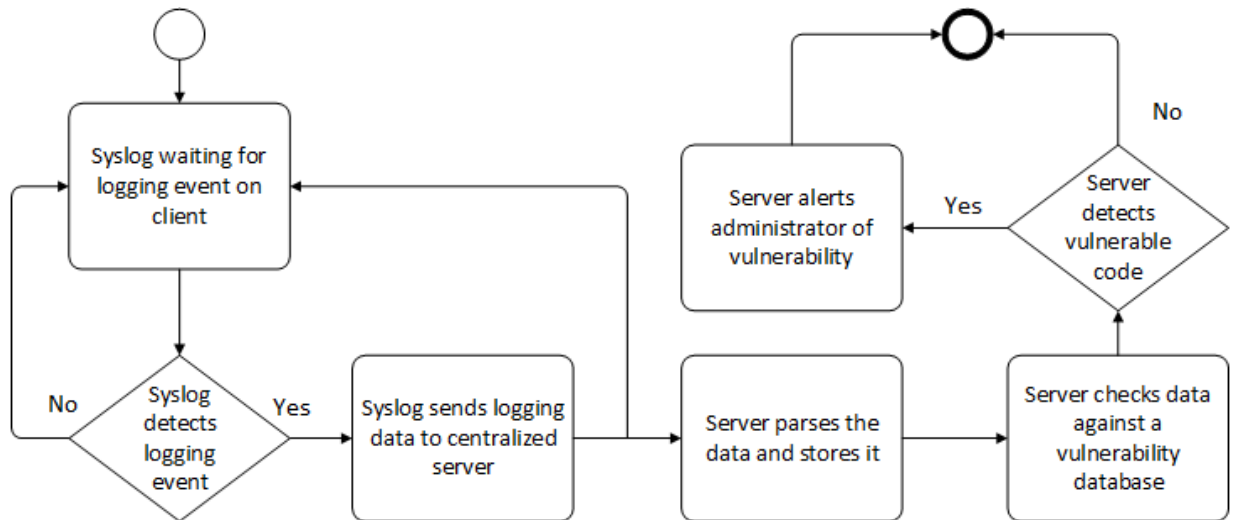 Syslog waiting for
logging event on
client
Syslog
detects
logging
event
No
Yes
Syslog sends logging
data to centralized
server
Server parses the
data and stores it
Server checks data
against a
vulnerability
database
Server
detects
vulnerable
code
Yes
No
Server alerts
administrator of
vulnerability